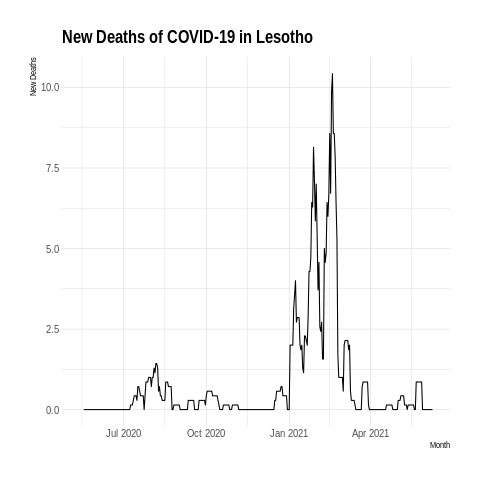 New Deaths of COVID-19 in Lesotho
New Deaths
10.0
7.5
5.0
2.5
0.0
Jul 2020 Oct 2020 Jan 2021 Apr 2021
Month